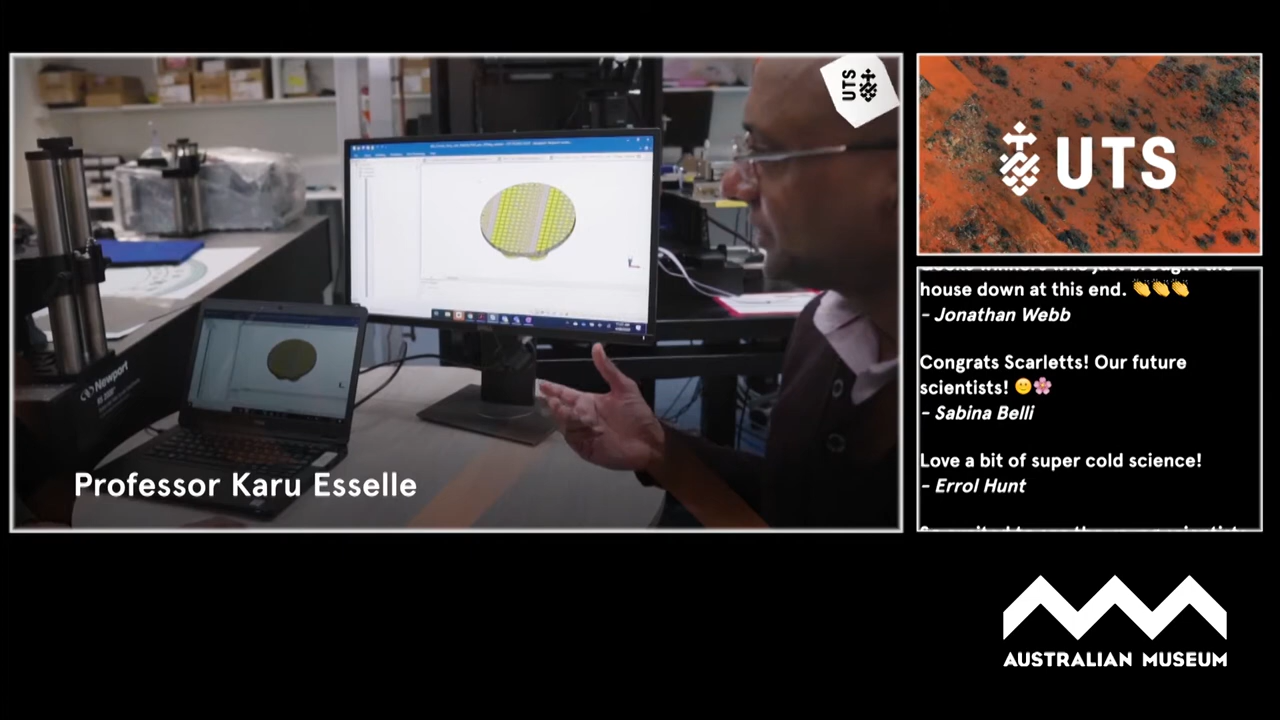 UTS
Newport
Professor Karu Esselle
UTS
house down at this end. 👏👏👏
- Jonathan Webb
Congrats Scarletts! Our future
scientists! 🙂🌸
- Sabina Belli
Love a bit of super cold science!
- Errol Hunt
AUSTRALIAN MUSEUM